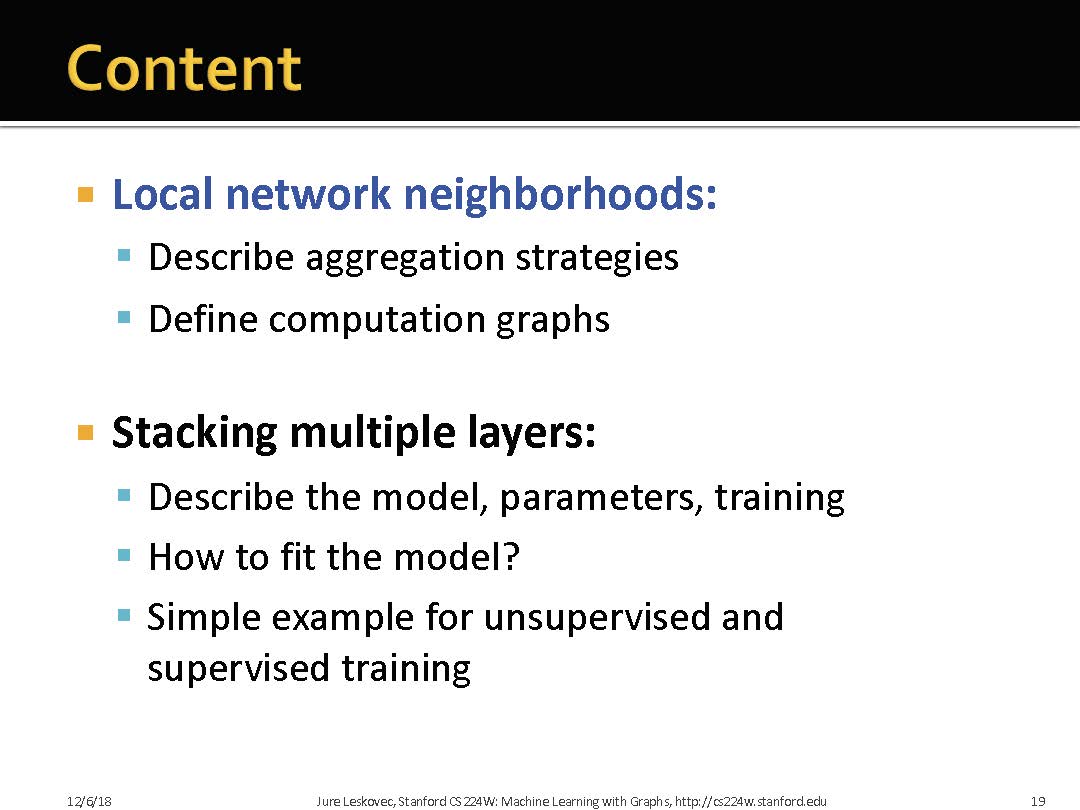 Content
Local network neighborhoods:
Describe aggregation strategies
Define computation graphs
Stacking multiple layers:
Describe the model, parameters, training
How to fit the model?
Simple example for unsupervised and
supervised training
12/6/18
Jure Leskovec, Stanford CS224W: Machine Learning with Graphs, http://cs224w.stanford.edu
19